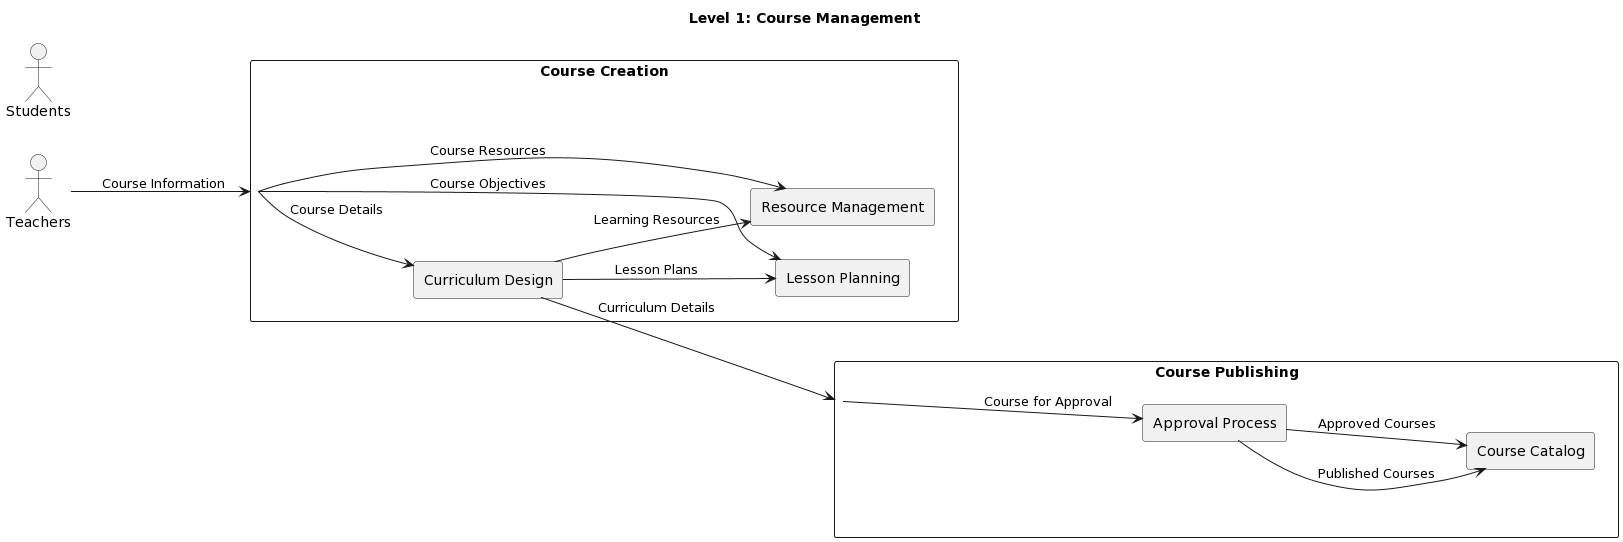 Level 1: Course Management
Students
Teachers
Course Information
Course Creation
Course Resources
Course Objectives
Course Details
Resource Management
Learning Resources
Lesson Plans
Curriculum Design
Lesson Planning
Curriculum Details
Course Publishing
Course for Approval
Approval Process
Approved Courses
Course Catalog
Published Courses